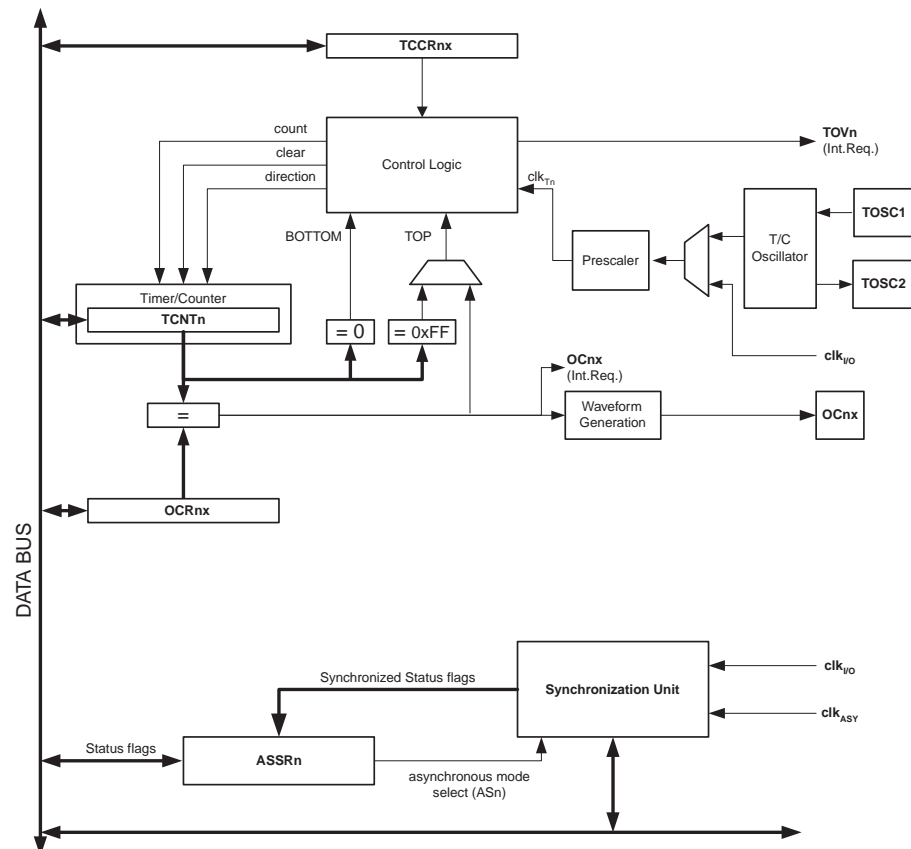 TCCRnx
count
clear
direction
Control Logic
TOVn
(Int.Req.)
clkTn
BOTTOM
TOP
Prescaler
T/C
Oscillator
TOSC1
TOSC2
clkI/O
Timer/Counter
TCNTn
= 0
= 0xFF
OCnx
(Int.Req.)
=
Waveform
Generation
OCnx
OCRnx
DATA BUS
Synchronized Status flags
Synchronization Unit
clkI/O
clkASY
Status flags
ASSRn
asynchronous mode
select (ASn)